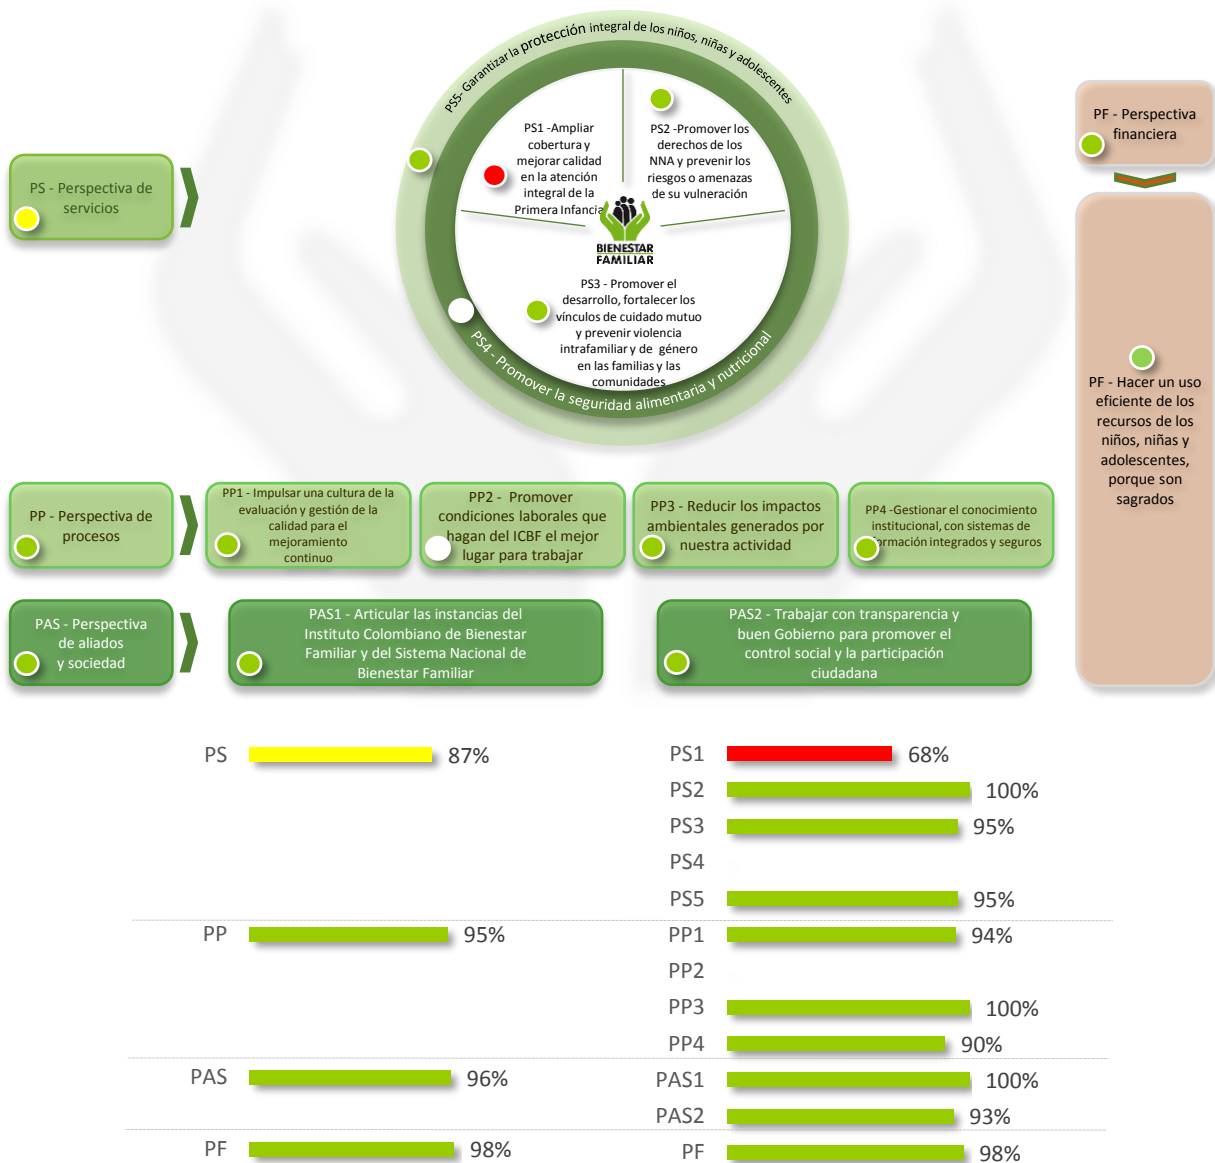 PS5- Garantizar la protección integral de los niños, niñas y adolescentes
PS1 -Ampliar
cobertura y
mejorar calidad
en la atención
integral de la
Primera Infancia
PS2 -Promover los
derechos de los
NNA y prevenir los
riesgos o amenazas
de su vulneración
BIENESTAR
FAMILIAR
PS3 - Promover el
desarrollo, fortalecer los
vínculos de cuidado mutuo
y prevenir violencia
intrafamiliar y de género
en las familias y las
comunidades
PS4 - Promover la seguridad alimentaria y nutricional
PS - Perspectiva de
servicios
PF - Perspectiva
financiera
PF - Hacer un uso
eficiente de los
recursos de los
niños, niñas y
adolescentes,
porque son
sagrados
PP - Perspectiva de
procesos
PP1 - Impulsar una cultura de la
evaluación y gestión de la
calidad para el
mejoramiento
continuo
PP2 - Promover
condiciones laborales que
hagan del ICBF el mejor
lugar para trabajar
PP3 - Reducir los impactos
ambientales generados por
nuestra actividad
PP4 -Gestionar el conocimiento
institucional, con sistemas de
formación integrados y seguros
PAS - Perspectiva
de aliados
y sociedad
PAS1 - Articular las instancias del
Instituto Colombiano de Bienestar
Familiar y del Sistema Nacional de
Bienestar Familiar
PAS2 - Trabajar con transparencia y
buen Gobierno para promover el
control social y la participación
ciudadana
PS 87%
PS1 68%
PS2 100%
PS3 95%
PS4
PS5 95%
PP 95%
PP1 94%
PP2
PP3 100%
PP4 90%
PAS 96%
PAS1 100%
PAS2 93%
PF 98%
PF 98%